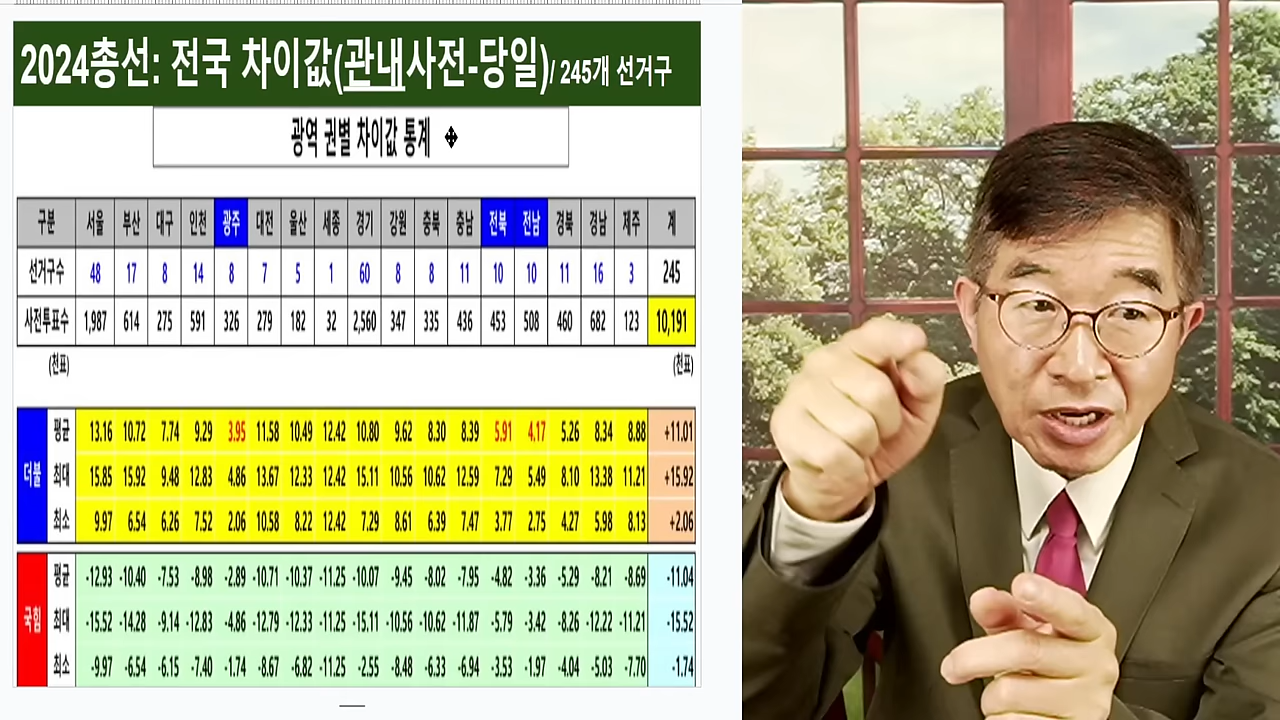 2024총선: 전국 차이값(관내사전-당일)/ 245개 선거구
광역 권별 차이값 통계
구분 서울 부산 대구 인천 광주 대전 울산 세종 경기 강원 충북 충남 전북 전남 경북 경남 제주 계
선거구수 48 17 8 14 8 7 5 1 60 8 8 11 10 10 11 16 3 245
사전투표수 1,987 614 275 591 326 279 182 32 2,560 347 335 436 453 508 460 682 123 10,191
(천표) (천표)
더불
평균 13.16 10.72 7.74 9.29 3.95 11.58 10.49 12.42 10.80 9.62 8.30 8.39 5.91 4.17 5.26 8.34 8.88 +11.01
최대 15.85 15.92 9.48 12.83 4.86 13.67 12.33 12.42 15.11 10.56 10.62 12.59 7.29 5.49 8.10 13.38 11.21 +15.92
최소 9.97 6.54 6.26 7.52 2.06 10.58 8.22 12.42 7.29 8.61 6.39 7.47 3.77 2.75 4.27 5.98 8.13 +2.06
국힘
평균 -12.93 -10.40 -7.53 -8.98 -2.89 -10.71 -10.37 -11.25 -10.07 -9.45 -8.02 -7.95 -4.82 -3.36 -5.29 -8.21 -8.69 -11.04
최대 -15.52 -14.28 -9.14 -12.83 -4.86 -12.79 -12.33 -11.25 -15.11 -10.56 -10.62 -11.87 -5.79 -3.42 -8.26 -12.22 -11.21 -15.52
최소 -9.97 -6.54 -6.15 -7.40 -1.74 -8.67 -6.82 -11.25 -2.55 -8.48 -6.33 -6.94 -3.53 -1.97 -4.04 -5.03 -7.70 -1.74